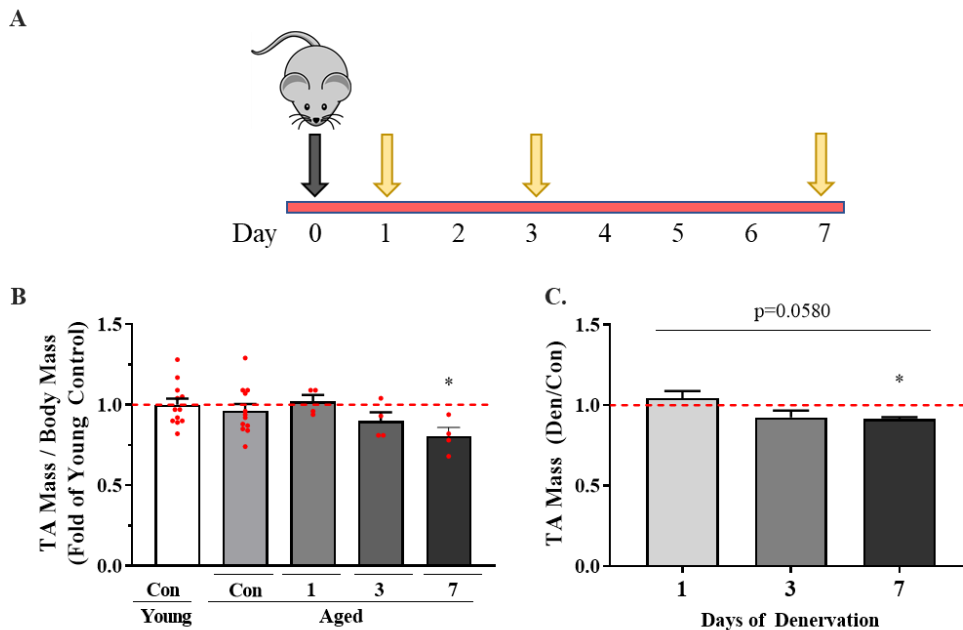 A
Day 0 1 2 3 4 5 6 7
B
TA Mass / Body Mass
(Fold of Young Control)
1.5
1.0
0.5
0.0
*
Con Con 1 3 7
Young Aged
C.
TA Mass (Den/Con)
1.5
1.0
0.5
0.0
p=0.0580
*
1 3 7
Days of Denervation